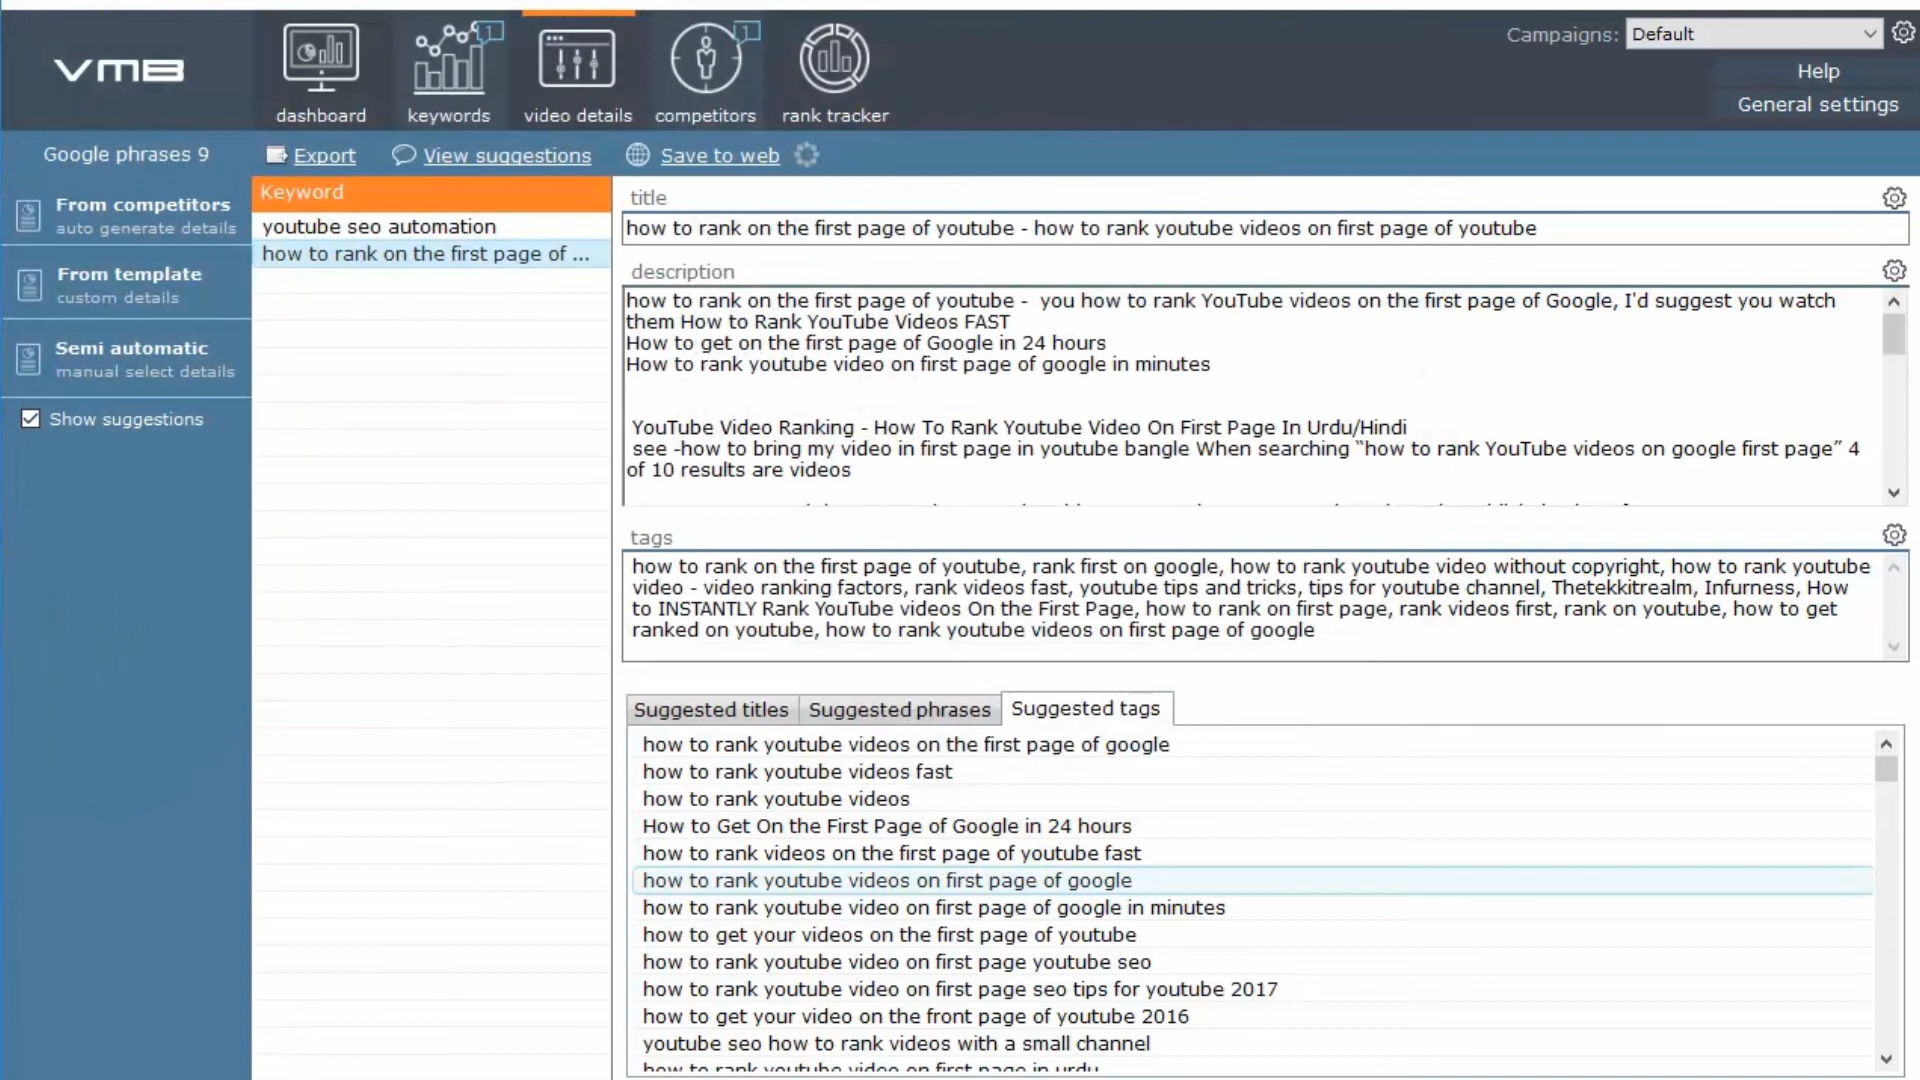 VMB
dashboard
1
keywords
video details
1
competitors
rank tracker
Campaigns:
Default
Help
General settings
Google phrases 9
Export
View suggestions
Save to web
From competitors
auto generate details
From template
custom details
Semi automatic
manual select details
Show suggestions
Keyword
youtube seo automation
how to rank on the first page of ...
title
how to rank on the first page of youtube - how to rank youtube videos on first page of youtube
description
how to rank on the first page of youtube -  you how to rank YouTube videos on the first page of Google, I'd suggest you watch
them How to Rank YouTube Videos FAST
How to get on the first page of Google in 24 hours
How to rank youtube video on first page of google in minutes
YouTube Video Ranking - How To Rank Youtube Video On First Page In Urdu/Hindi
see -how to bring my video in first page in youtube bangle When searching “how to rank YouTube videos on google first page” 4
of 10 results are videos
tags
how to rank on the first page of youtube, rank first on google, how to rank youtube video without copyright, how to rank youtube
video - video ranking factors, rank videos fast, youtube tips and tricks, tips for youtube channel, Thetekkitrealm, Infurness, How
to INSTANTLY Rank YouTube videos On the First Page, how to rank on first page, rank videos first, rank on youtube, how to get
ranked on youtube, how to rank youtube videos on first page of google
Suggested titles
Suggested phrases
Suggested tags
how to rank youtube videos on the first page of google
how to rank youtube videos fast
how to rank youtube videos
How to Get On the First Page of Google in 24 hours
how to rank videos on the first page of youtube fast
how to rank youtube videos on first page of google
how to rank youtube video on first page of google in minutes
how to get your videos on the first page of youtube
how to rank youtube video on first page youtube seo
how to rank youtube video on first page seo tips for youtube 2017
how to get your video on the front page of youtube 2016
youtube seo how to rank videos with a small channel
how to rank youtube video on first page in urdu